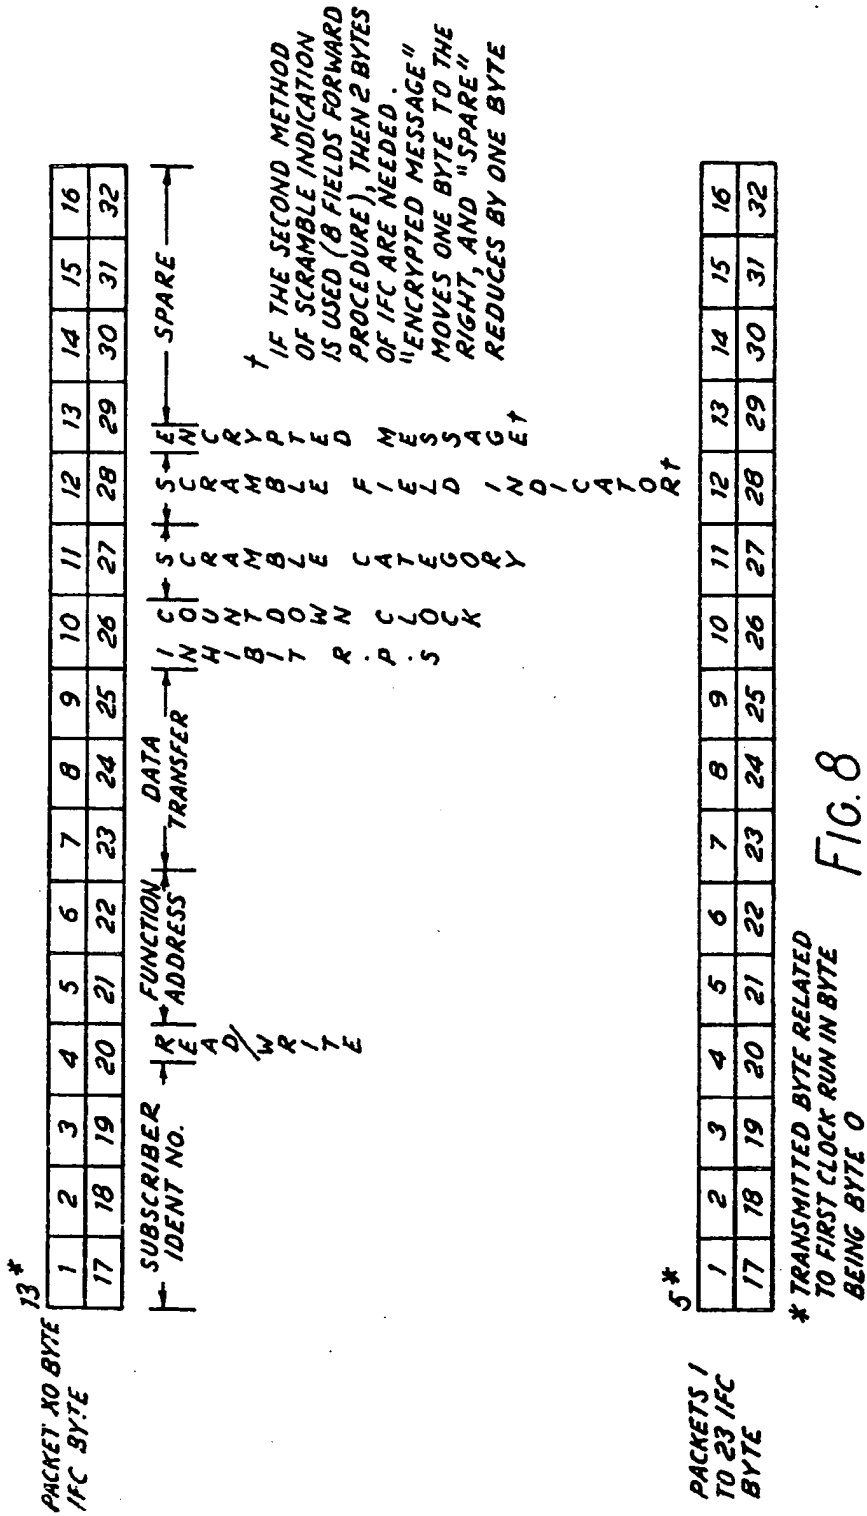 PACKET X0 BYTE 13*
IFC BYTE
1 2 3 4 5 6 7 8 9 10 11 12 13 14 15 16
17 18 19 20 21 22 23 24 25 26 27 28 29 30 31 32
SUBSCRIBER
IDENT NO.
READ/WRITE
FUNCTION
ADDRESS
DATA
TRANSFER
INHIBIT R.P.S
COUNTDOWN CLOCK
SCRAMBLE CATEGORY
SCRAMBLE FIELD INDICATOR†
ENCRYPTED MESSAGE†
SPARE
† IF THE SECOND METHOD
OF SCRAMBLE INDICATION
IS USED (8 FIELDS FORWARD
PROCEDURE), THEN 2 BYTES
OF IFC ARE NEEDED.
"ENCRYPTED MESSAGE"
MOVES ONE BYTE TO THE
RIGHT, AND "SPARE"
REDUCES BY ONE BYTE
PACKETS 1
TO 23 IFC
BYTE
5*
1 2 3 4 5 6 7 8 9 10 11 12 13 14 15 16
17 18 19 20 21 22 23 24 25 26 27 28 29 30 31 32
* TRANSMITTED BYTE RELATED
TO FIRST CLOCK RUN IN BYTE
BEING BYTE 0
FIG. 8